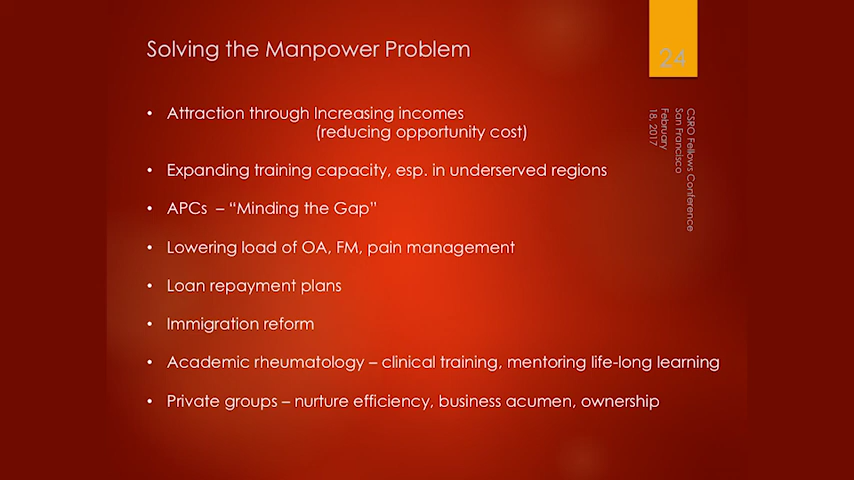 Solving the Manpower Problem
24
CSRO Fellows Conference
San Francisco
February
18, 2017
• Attraction through Increasing incomes
(reducing opportunity cost)
• Expanding training capacity, esp. in underserved regions
• APCs – “Minding the Gap”
• Lowering load of OA, FM, pain management
• Loan repayment plans
• Immigration reform
• Academic rheumatology – clinical training, mentoring life-long learning
• Private groups – nurture efficiency, business acumen, ownership